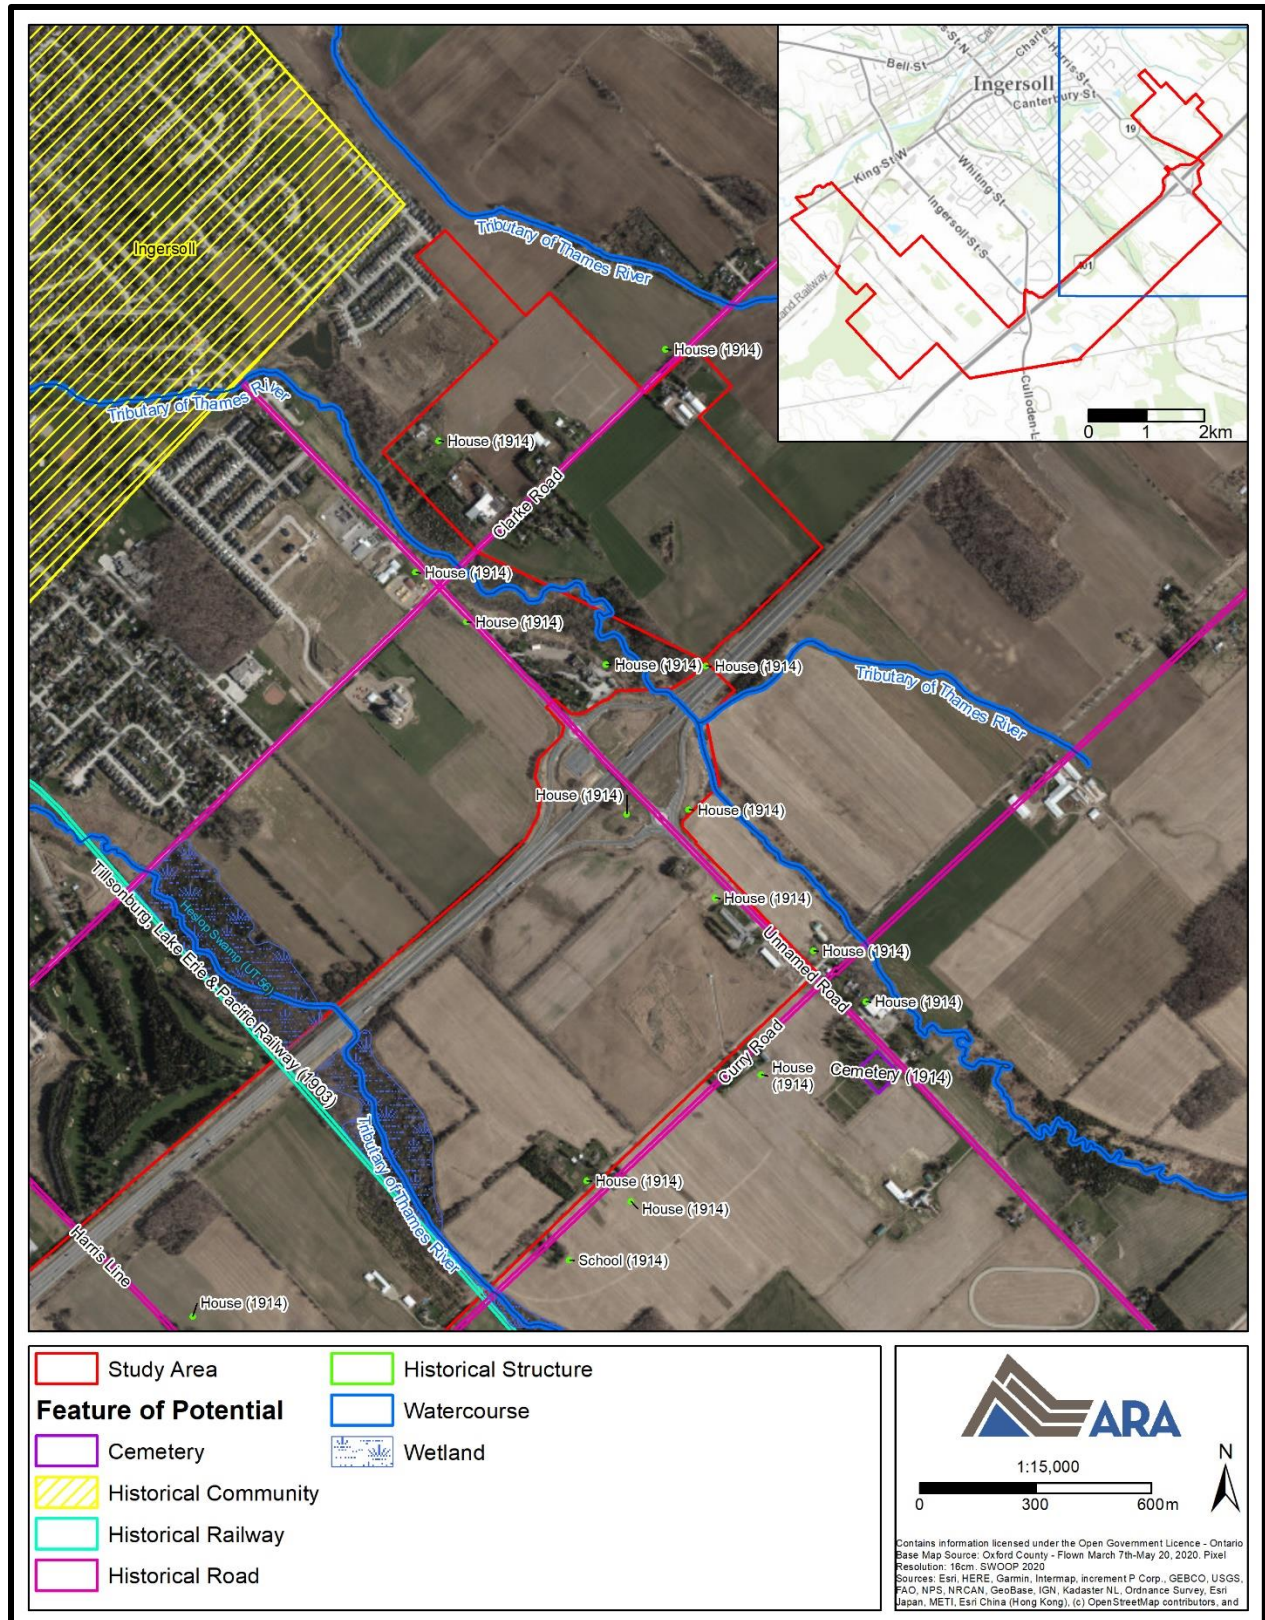 Ingersoll
Tributary of Thames River
Tributary of Thames River
House (1914)
House (1914)
Clarke Road
House (1914)
House (1914)
House (1914)
House (1914)
Tributary of Thames River
House (1914)
House (1914)
House (1914)
Unnamed Road
House (1914)
House (1914)
Curry Road
House
(1914)
Cemetery (1914)
Heslop Swamp (UT-56)
Tillsonburg, Lake Erie & Pacific Railway (1903)
Tributary of Thames River
House (1914)
House (1914)
School (1914)
Harris Line
House (1914)
Bell-St
s-St-N
Charles
Harris-St
Ingersoll
Canterbury-St
19
King-St-W
Whiting-St
Ingersoll-St-S
401
and Railway
Culloden-L
0 1 2km
Study Area
Feature of Potential
Cemetery
Historical Community
Historical Railway
Historical Road
Historical Structure
Watercourse
Wetland
ARA
1:15,000
N
0 300 600m
Contains information licensed under the Open Government Licence - Ontario
Base Map Source: Oxford County - Flown March 7th-May 20, 2020. Pixel
Resolution: 16cm. SWOOP 2020
Sources: Esri, HERE, Garmin, Intermap, increment P Corp., GEBCO, USGS,
FAO, NPS, NRCAN, GeoBase, IGN, Kadaster NL, Ordnance Survey, Esri
Japan, METI, Esri China (Hong Kong), (c) OpenStreetMap contributors, and